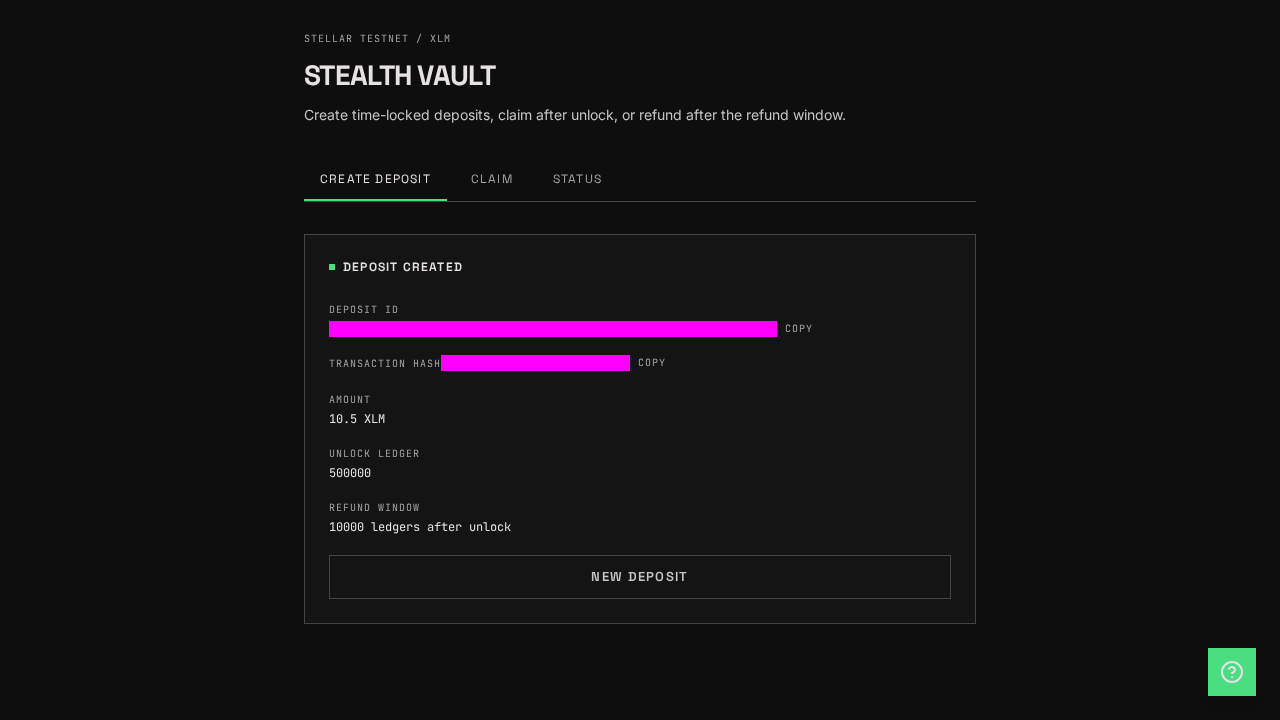 STELLAR TESTNET / XLM
STEALTH VAULT
Create time-locked deposits, claim after unlock, or refund after the refund window.
CREATE DEPOSIT CLAIM STATUS
DEPOSIT CREATED
DEPOSIT ID
COPY
TRANSACTION HASH COPY
AMOUNT
10.5 XLM
UNLOCK LEDGER
500000
REFUND WINDOW
10000 ledgers after unlock
NEW DEPOSIT
?